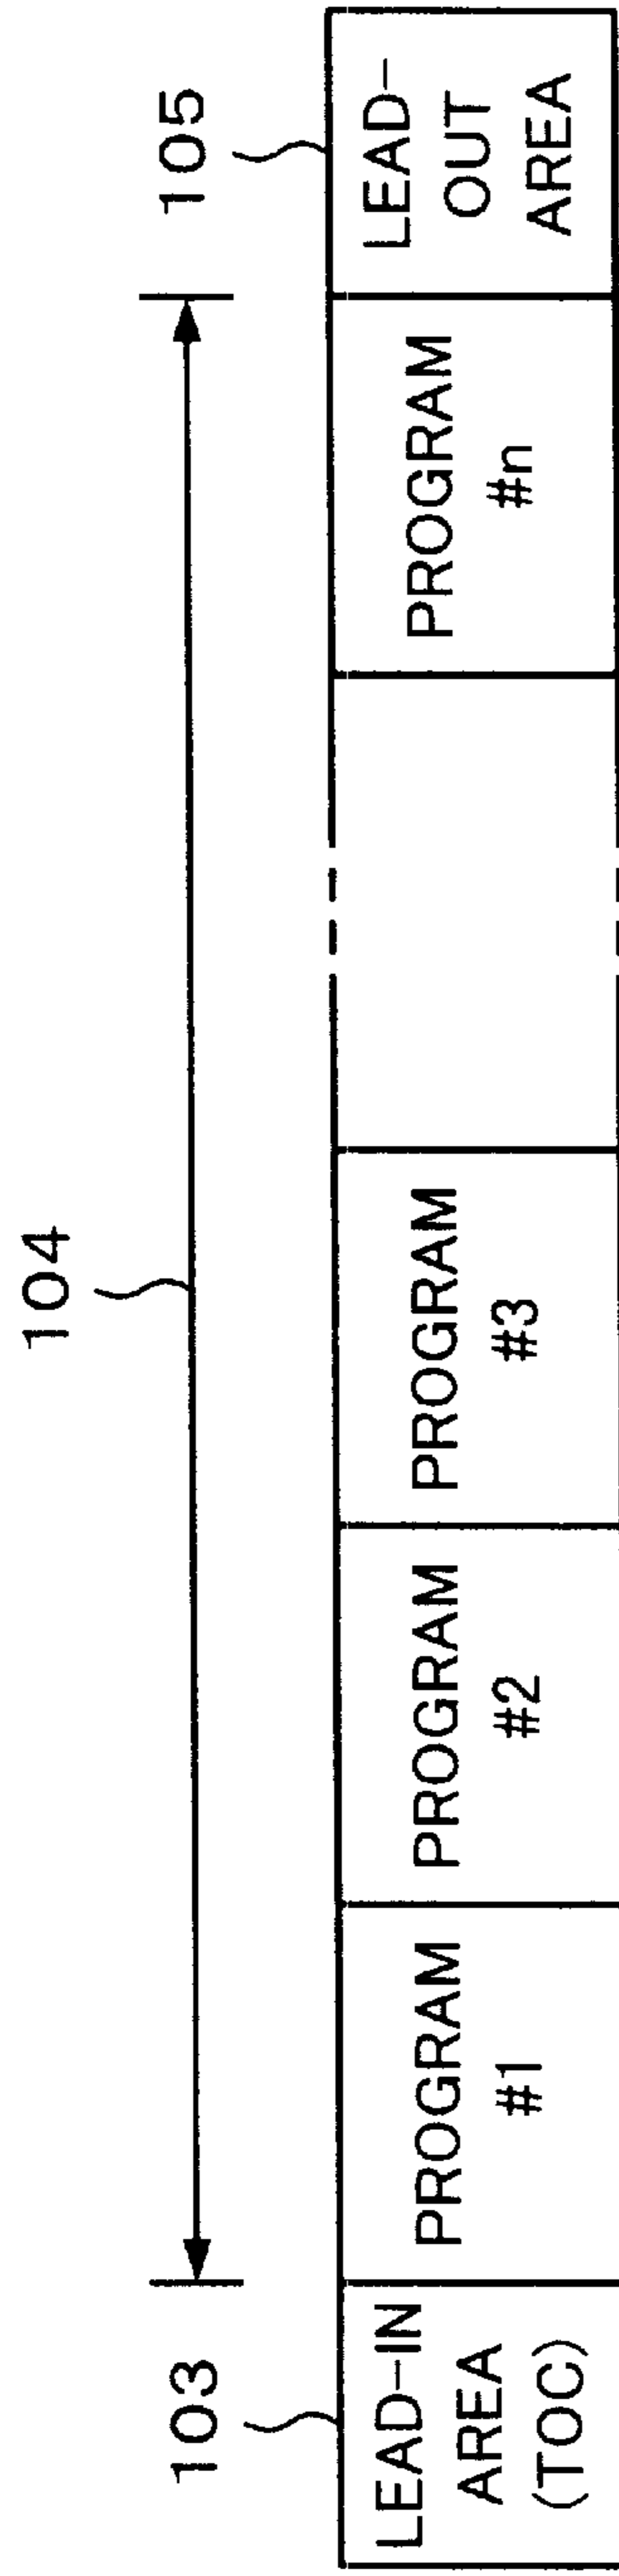 104
103
105
LEAD-IN
AREA
(TOC)
PROGRAM
#1
PROGRAM
#2
PROGRAM
#3
PROGRAM
#n
LEAD-
OUT
AREA